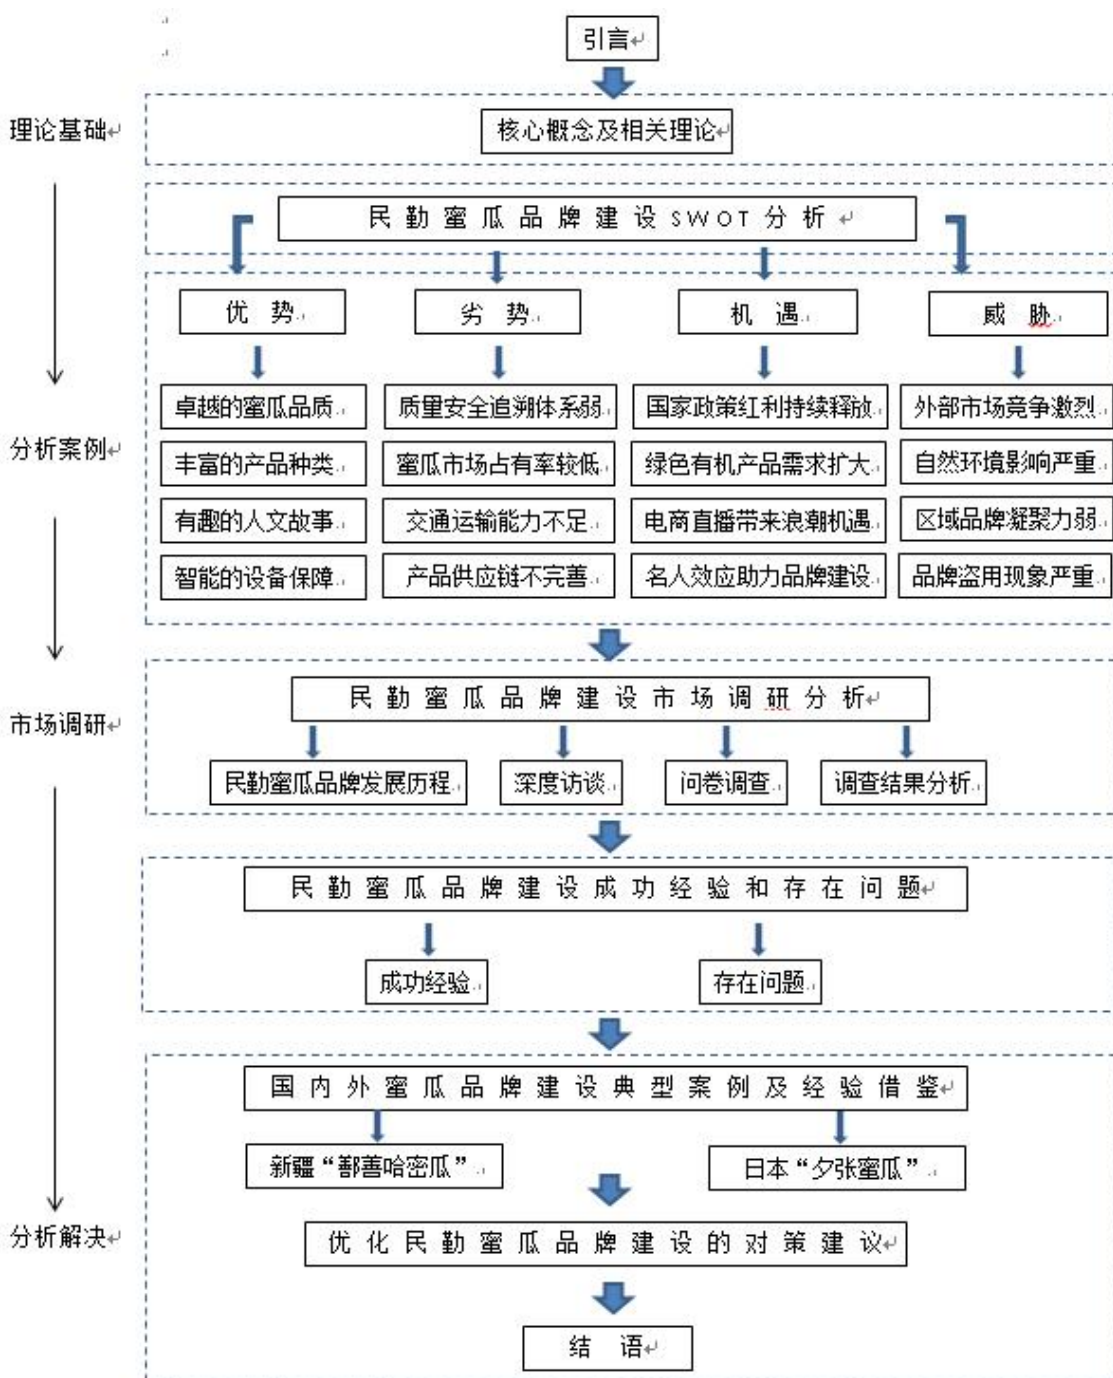 引言
理论基础
核心概念及相关理论
民勤蜜瓜品牌建设SWOT分析
优势 劣势 机遇 威胁
卓越的蜜瓜品质 质量安全追溯体系弱 国家政策红利持续释放 外部市场竞争激烈
分析案例
丰富的产品种类 蜜瓜市场占有率较低 绿色有机产品需求扩大 自然环境影响严重
有趣的人文故事 交通运输能力不足 电商直播带来浪潮机遇 区域品牌凝聚力弱
智能的设备保障 产品供应链不完善 名人效应助力品牌建设 品牌盗用现象严重
民勤蜜瓜品牌建设市场调研分析
市场调研
民勤蜜瓜品牌发展历程 深度访谈 问卷调查 调查结果分析
民勤蜜瓜品牌建设成功经验和存在问题
成功经验 存在问题
国内外蜜瓜品牌建设典型案例及经验借鉴
新疆“鄯善哈密瓜” 日本“夕张蜜瓜”
分析解决
优化民勤蜜瓜品牌建设的对策建议
结语